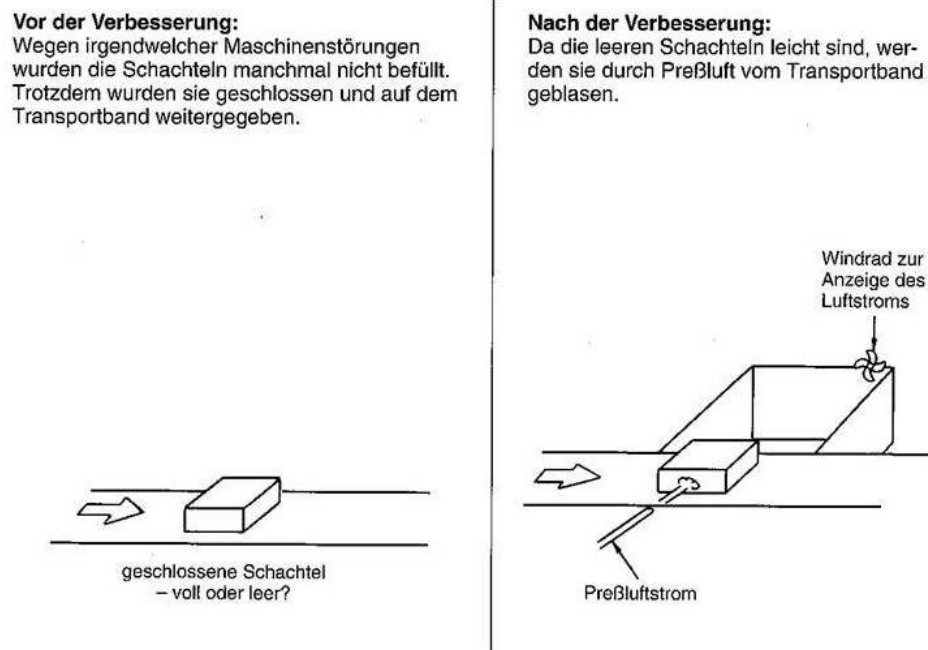 Vor der Verbesserung:
Wegen irgendwelcher Maschinenstörungen
wurden die Schachteln manchmal nicht befüllt.
Trotzdem wurden sie geschlossen und auf dem
Transportband weitergegeben.
geschlossene Schachtel
– voll oder leer?
Nach der Verbesserung:
Da die leeren Schachteln leicht sind, wer-
den sie durch Preßluft vom Transportband
geblasen.
Windrad zur
Anzeige des
Luftstroms
Preßluftstrom